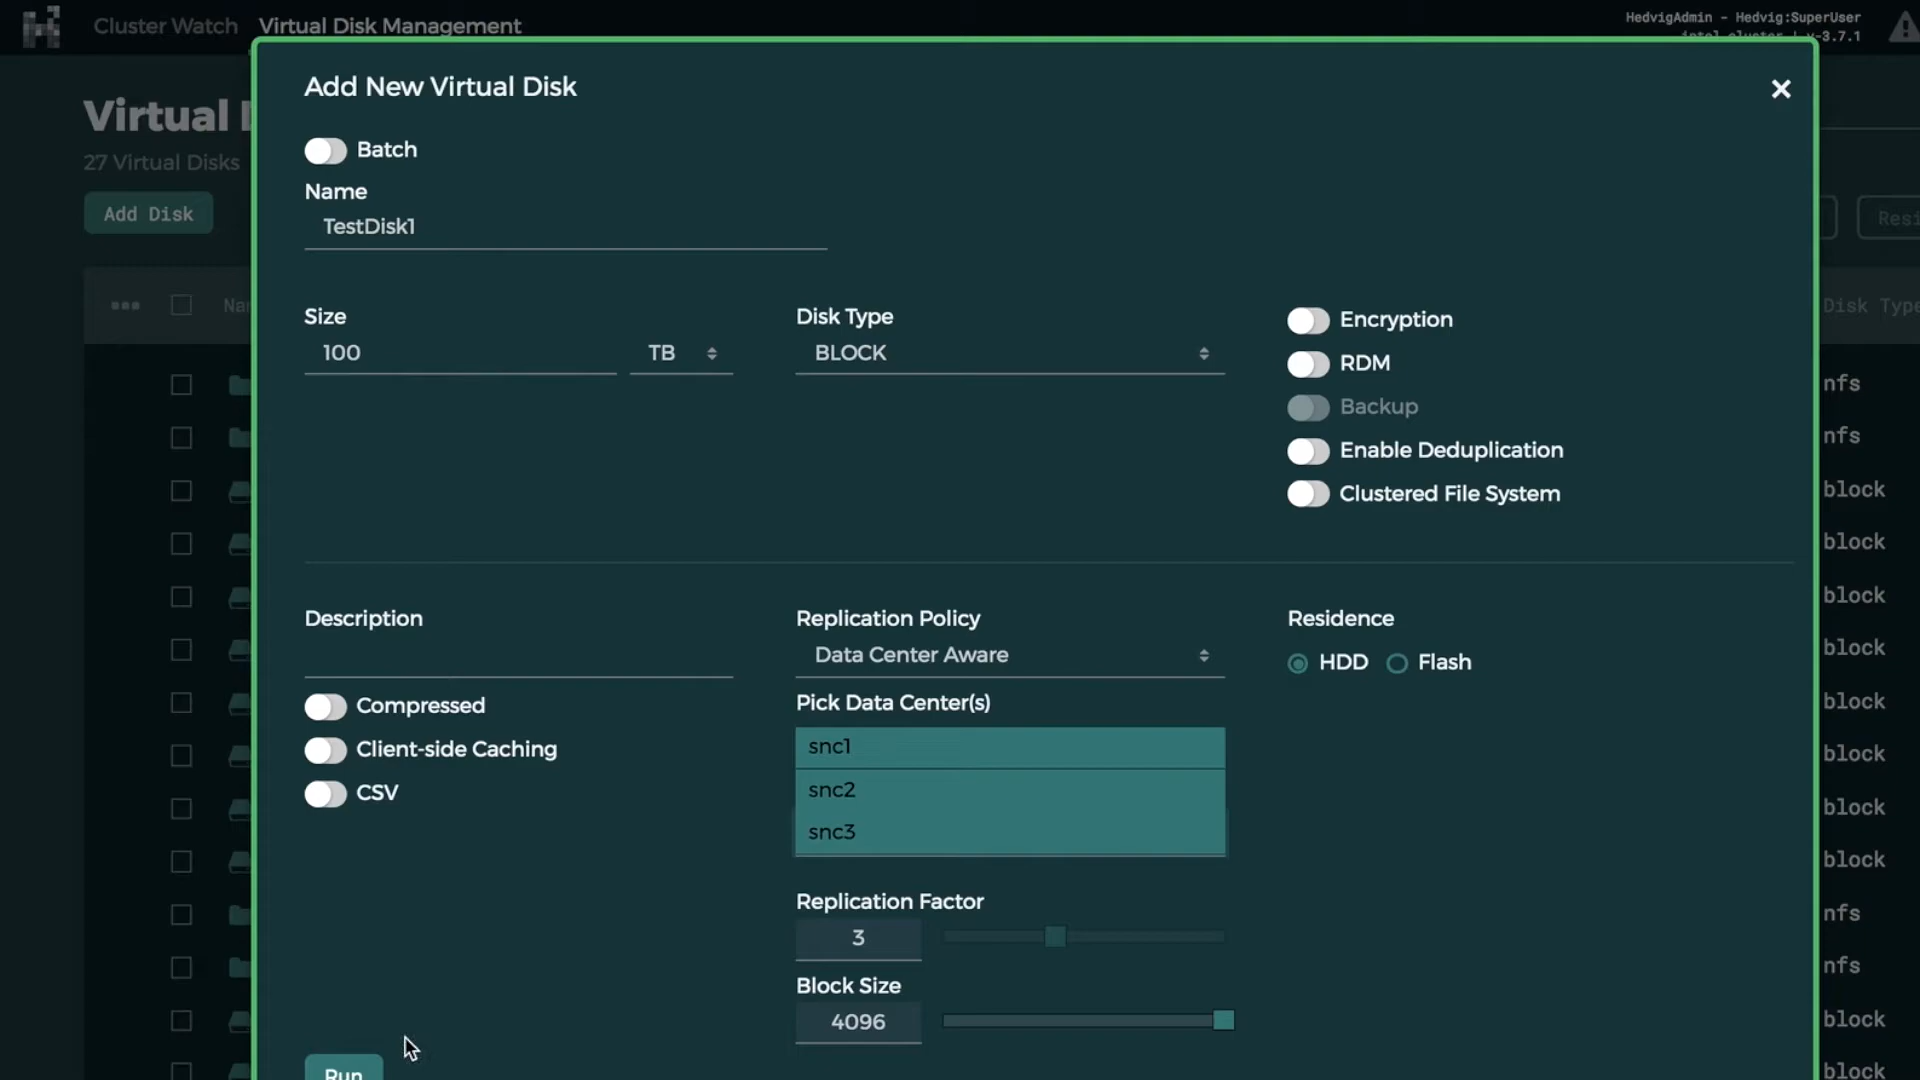 Cluster Watch Virtual Disk Management
HedvigAdmin - Hedvig:SuperUser
intel_cluster | v-3.7.1
Virtual
27 Virtual Disks
Add Disk
Add New Virtual Disk
Batch
Name
TestDisk1
Size
100 TB
Disk Type
BLOCK
Encryption
RDM
Backup
Enable Deduplication
Clustered File System
Description
Compressed
Client-side Caching
CSV
Replication Policy
Data Center Aware
Pick Data Center(s)
snc1
snc2
snc3
Replication Factor
3
Block Size
4096
Residence
HDD Flash
Run
Disk Type
nfs
nfs
block
block
block
block
block
block
block
block
nfs
nfs
block
block